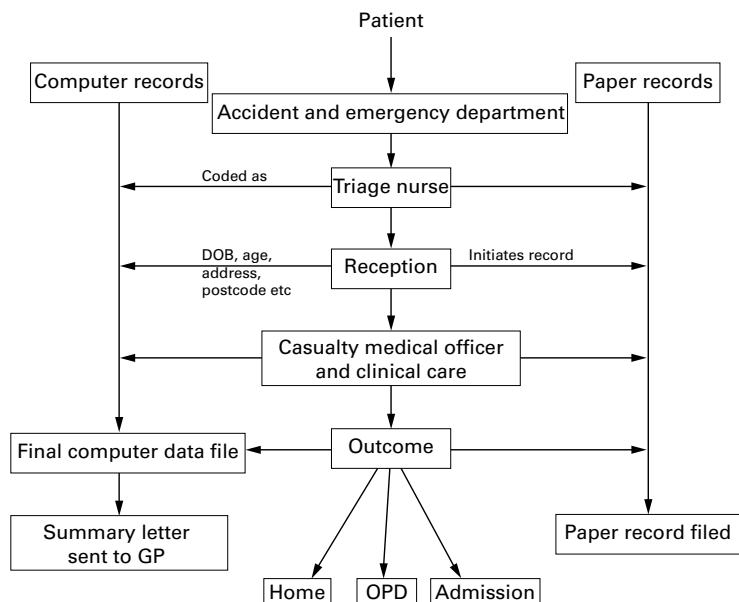 Patient
Computer records
Paper records
Accident and emergency department
Coded as
Triage nurse
DOB, age,
address,
postcode etc
Reception
Initiates record
Casualty medical officer
and clinical care
Final computer data file
Outcome
Summary letter
sent to GP
Paper record filed
Home
OPD
Admission